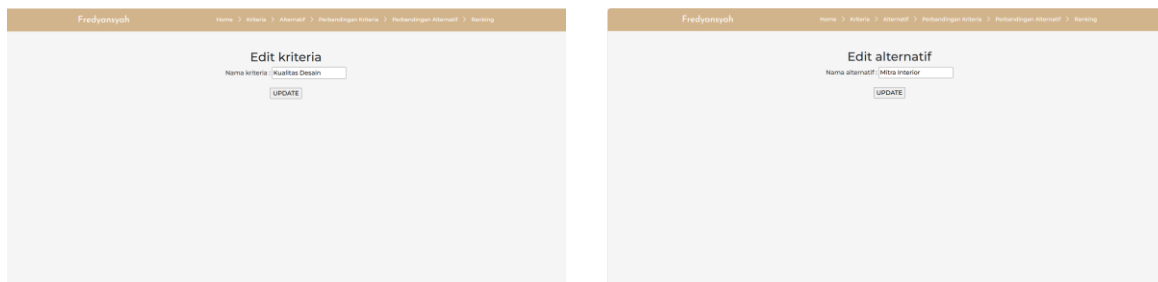 Fredyansyah
Home > Kriteria > Alternatif > Perbandingan Kriteria > Perbandingan Alternatif > Ranking
Edit kriteria
Nama kriteria : Kualitas Desain
UPDATE
Fredyansyah
Home > Kriteria > Alternatif > Perbandingan Kriteria > Perbandingan Alternatif > Ranking
Edit alternatif
Nama alternatif : Mitra Interior
UPDATE